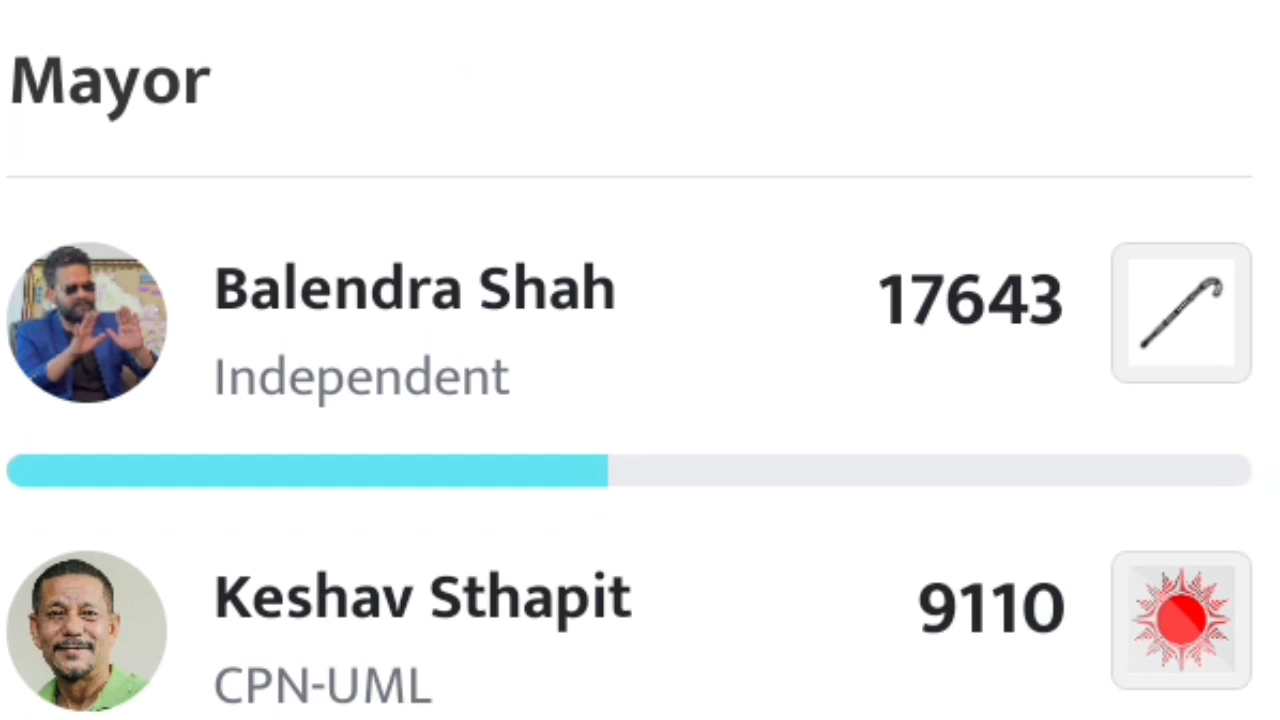 Mayor
Balendra Shah
17643
Independent
Keshav Sthapit
9110
CPN-UML